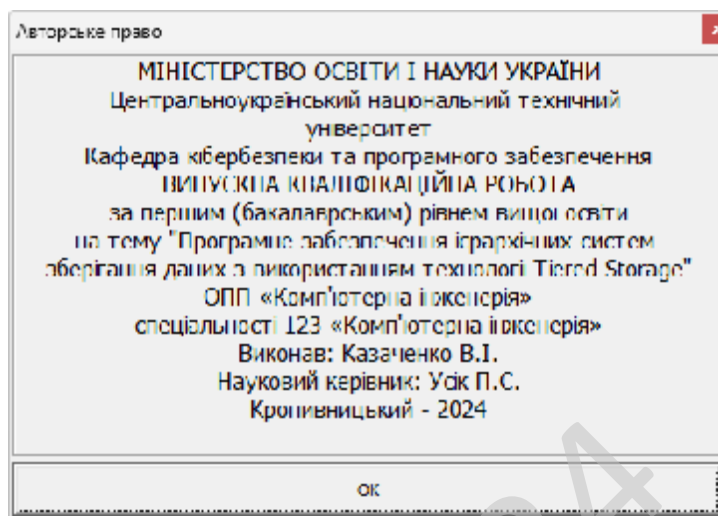 Авторське право
МІНІСТЕРСТВО ОСВІТИ І НАУКИ УКРАЇНИ
Центральноукраїнський національний технічний
університет
Кафедра кібербезпеки та програмного забезпечення
ВИПУСКНА КВАЛІФІКАЦІЙНА РОБОТА
за першим (бакалаврським) рівнем вищої освіти
на тему "Програмне забезпечення ієрархічних систем
зберігання даних з використанням технології Tiered Storage"
ОПП «Комп'ютерна інженерія»
спеціальності 123 «Комп'ютерна інженерія»
Виконав: Казаченко В.І.
Науковий керівник: Усік П.С.
Кропивницький - 2024
ОК